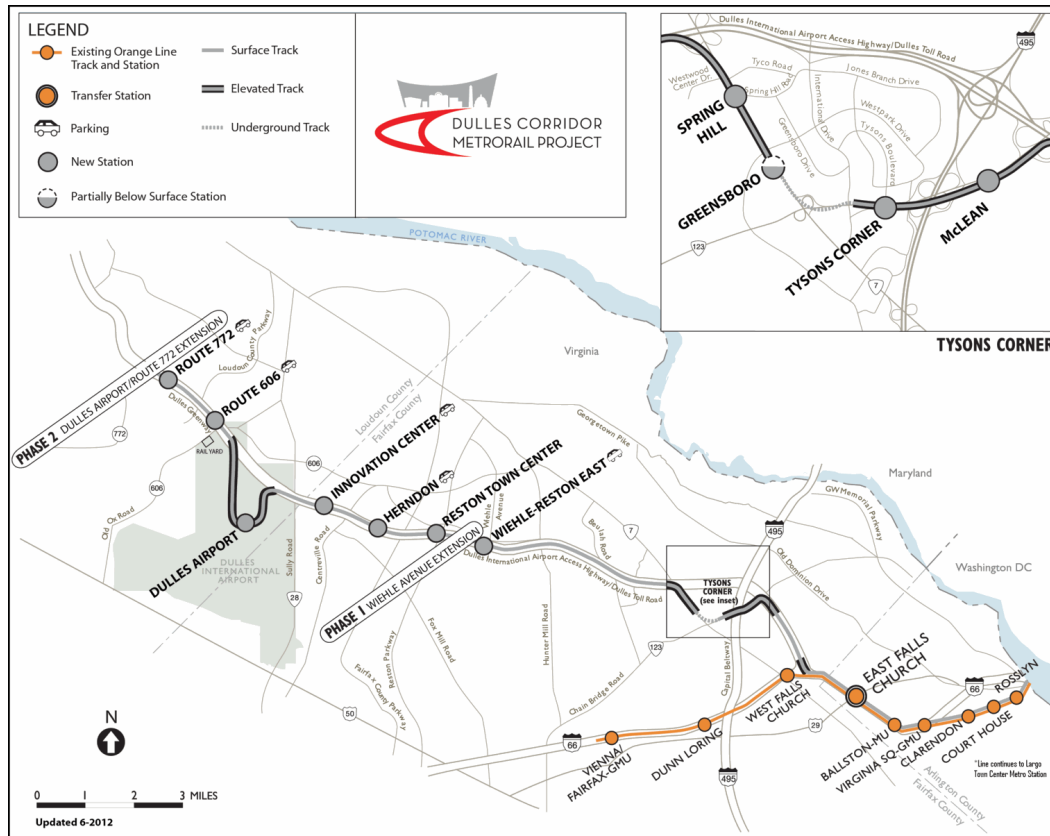 LEGEND
Existing Orange Line
Track and Station
Transfer Station
Parking
New Station
Partially Below Surface Station
Surface Track
Elevated Track
Underground Track
DULLES CORRIDOR
METRORAIL PROJECT
Dulles International Airport Access Highway/Dulles Toll Road
495
Westwood
Center Dr.
Tyco Road
Spring Hill Road
International Drive
Jones Branch Drive
Westpark Drive
Tysons Boulevard
Greensboro Drive
SPRING
HILL
GREENSBORO
TYSONS CORNER
McLEAN
123
7
TYSONS CORNER
POTOMAC RIVER
Virginia
Maryland
Washington DC
PHASE 2 DULLES AIRPORT/ROUTE 772 EXTENSION
ROUTE 772
Loudoun County Parkway
ROUTE 606
Dulles Greenway
RAIL YARD
772
606
606
Old Ox Road
Loudoun County
Fairfax County
INNOVATION CENTER
HERNDON
RESTON TOWN CENTER
Wiehle
Avenue
WIEHLE-RESTON EAST
DULLES AIRPORT
DULLES
INTERNATIONAL
AIRPORT
Sully Road
28
Centreville Road
PHASE 1 WIEHLE AVENUE EXTENSION
Georgetown Pike
Beulah Road
7
Dulles International Airport Access Highway/Dulles Toll Road
TYSONS
CORNER
(see inset)
495
GW Memorial Parkway
Old Dominion Drive
Fox Mill Road
Reston Parkway
Fairfax County Parkway
Hunter Mill Road
Chain Bridge Road
123
Capital Beltway
50
66
VIENNA/
FAIRFAX-GMU
DUNN LORING
WEST FALLS
CHURCH
EAST FALLS
CHURCH
29
495
66
BALLSTON-MU
VIRGINIA SQ-GMU
CLARENDON
COURT HOUSE
ROSSLYN
*Line continues to Largo
Town Center Metro Station
Arlington County
Fairfax County
N
0 1 2 3 MILES
Updated 6-2012